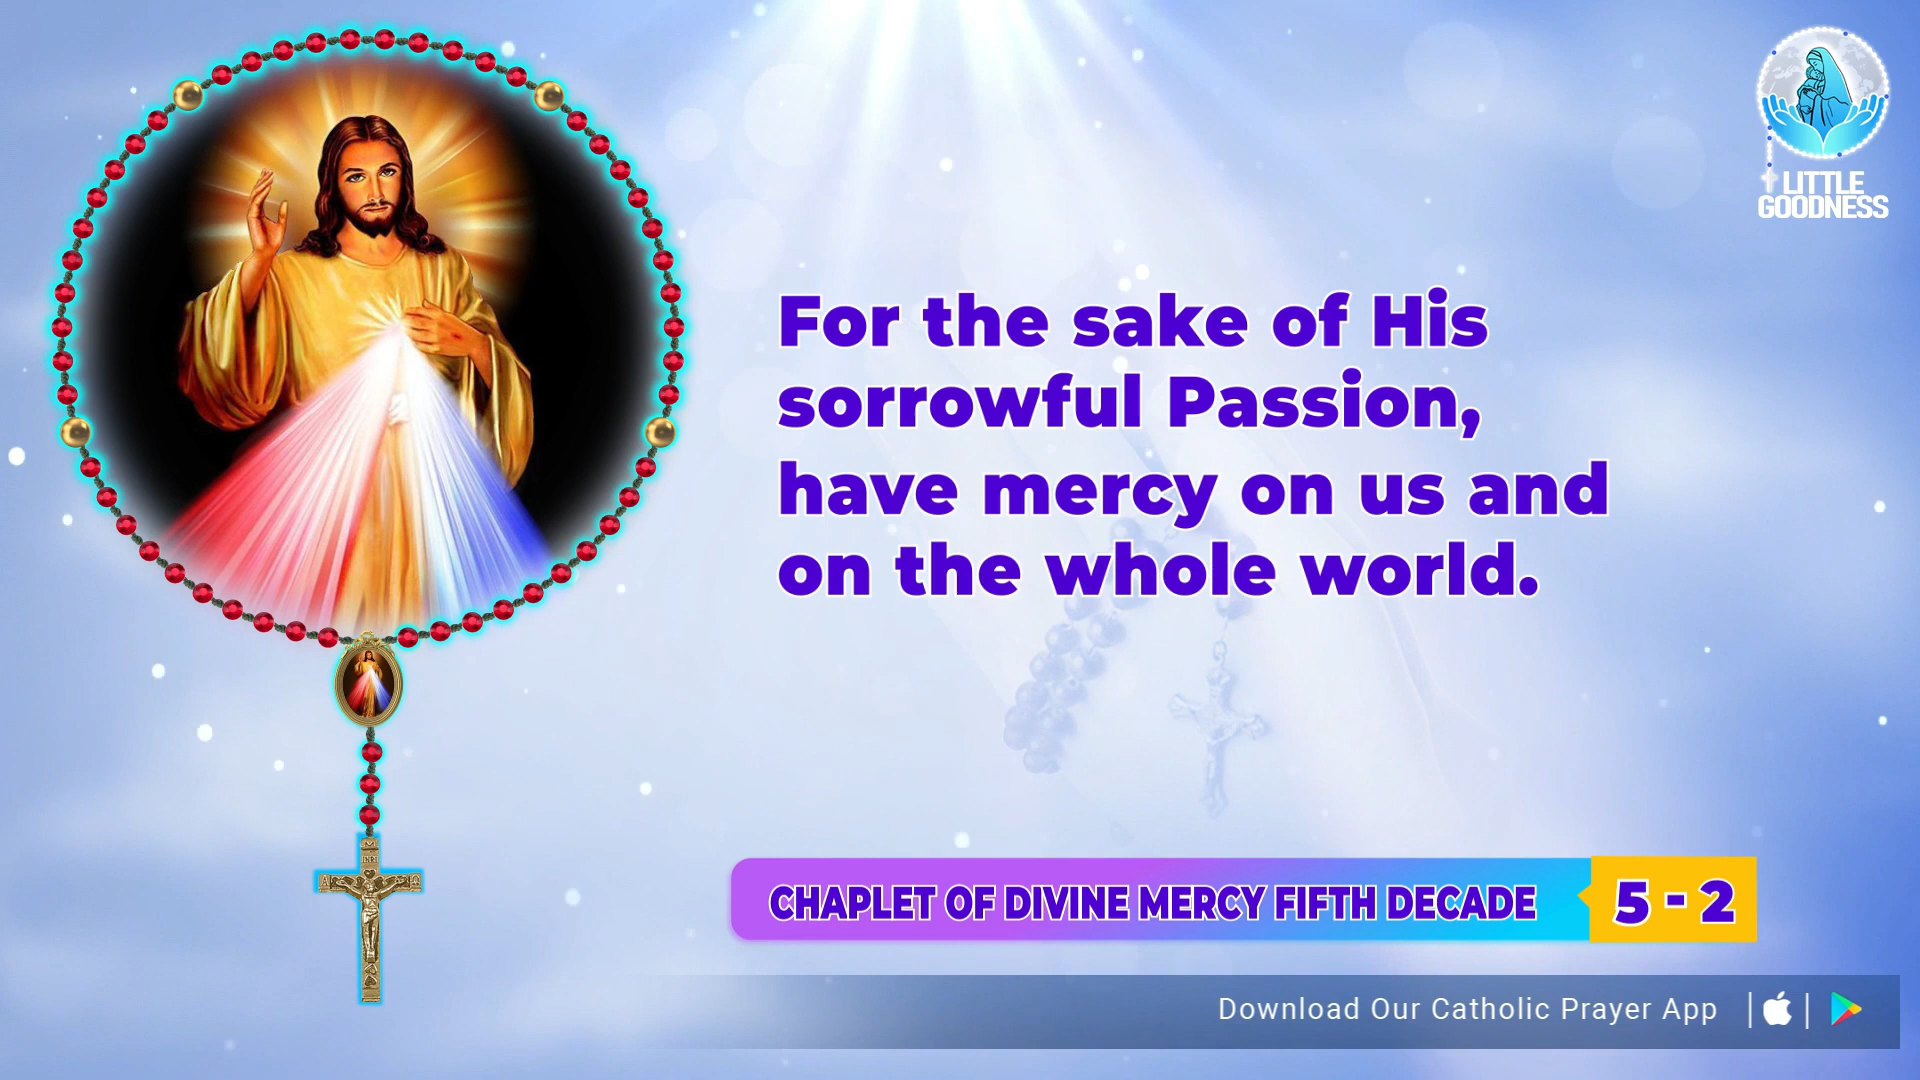 LITTLE
GOODNESS
For the sake of His
sorrowful Passion,
have mercy on us and
on the whole world.
INRI
CHAPLET OF DIVINE MERCY FIFTH DECADE
5 - 2
Download Our Catholic Prayer App